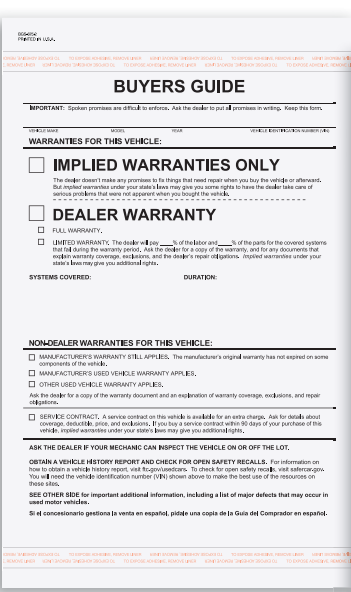 PRINTED IN U.S.A.
BUYERS GUIDE
IMPORTANT: Spoken promises are difficult to enforce. Ask the dealer to put all promises in writing. Keep this form.
VEHICLE MAKE MODEL YEAR VEHICLE IDENTIFICATION NUMBER (VIN)
WARRANTIES FOR THIS VEHICLE:
IMPLIED WARRANTIES ONLY
The dealer doesn't make any promises to fix things that need repair when you buy the vehicle or afterward.
But implied warranties under your state's laws may give you some rights to have the dealer take care of
serious problems that were not apparent when you bought the vehicle.
DEALER WARRANTY
FULL WARRANTY.
LIMITED WARRANTY. The dealer will pay ____% of the labor and ____% of the parts for the covered systems
that fail during the warranty period. Ask the dealer for a copy of the warranty, and for any documents that
explain warranty coverage, exclusions, and the dealer's repair obligations. Implied warranties under your
state's laws may give you additional rights.
SYSTEMS COVERED: DURATION:
NON-DEALER WARRANTIES FOR THIS VEHICLE:
MANUFACTURER'S WARRANTY STILL APPLIES. The manufacturer's original warranty has not expired on some
components of the vehicle.
MANUFACTURER'S USED VEHICLE WARRANTY APPLIES.
OTHER USED VEHICLE WARRANTY APPLIES.
Ask the dealer for a copy of the warranty document and an explanation of warranty coverage, exclusions, and repair
obligations.
SERVICE CONTRACT. A service contract on this vehicle is available for an extra charge. Ask for details about
coverage, deductible, price, and exclusions. If you buy a service contract within 90 days of your purchase of this
vehicle, implied warranties under your state's laws may give you additional rights.
ASK THE DEALER IF YOUR MECHANIC CAN INSPECT THE VEHICLE ON OR OFF THE LOT.
OBTAIN A VEHICLE HISTORY REPORT AND CHECK FOR OPEN SAFETY RECALLS. For information on
how to obtain a vehicle history report, visit ftc.gov/usedcars. To check for open safety recalls, visit safercar.gov.
You will need the vehicle identification number (VIN) shown above to make the best use of the resources on
these sites.
SEE OTHER SIDE for important additional information, including a list of major defects that may occur in
used motor vehicles.
Si el concesionario gestiona la venta en español, pídale una copia de la Guía del Comprador en español.